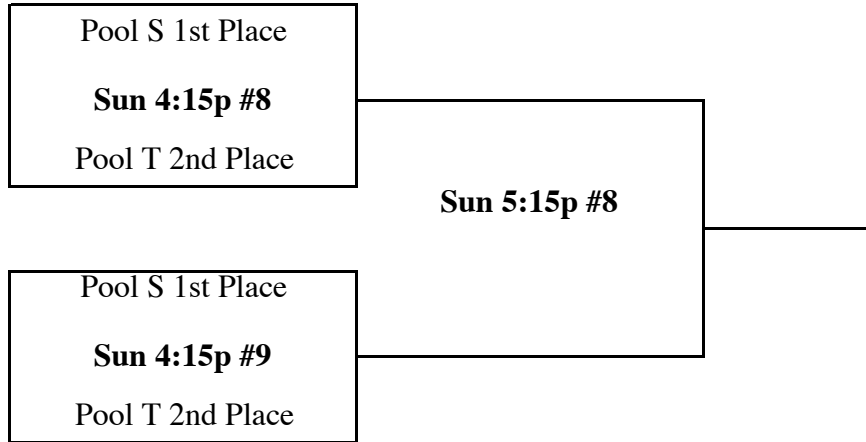 Pool S 1st Place
Sun 4:15p #8
Pool T 2nd Place
Sun 5:15p #8
Pool S 1st Place
Sun 4:15p #9
Pool T 2nd Place